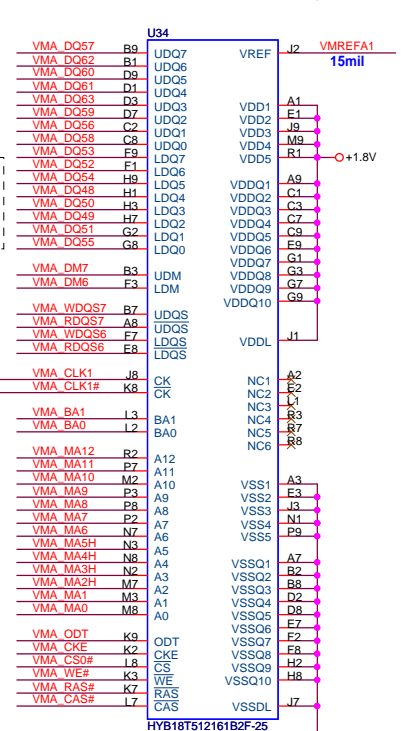 U34
VMA_DQ57 B9 UDQ7
VMA_DQ62 B1 UDQ6
VMA_DQ60 D9 UDQ5
VMA_DQ61 D1 UDQ4
VMA_DQ63 D3 UDQ3
VMA_DQ59 D7 UDQ2
VMA_DQ56 C2 UDQ1
VMA_DQ58 C8 UDQ0
VMA_DQ53 F9 LDQ7
VMA_DQ52 F1 LDQ6
VMA_DQ54 H9 LDQ5
VMA_DQ48 H1 LDQ4
VMA_DQ50 H3 LDQ3
VMA_DQ49 H7 LDQ2
VMA_DQ51 G2 LDQ1
VMA_DQ55 G8 LDQ0
VMA_DM7 B3 UDM
VMA_DM6 F3 LDM
VMA_WDQS7 B7 UDQS
VMA_RDQS7 A8 UDQS
VMA_WDQS6 F7 LDQS
VMA_RDQS6 E8 LDQS
VMA_CLK1 J8 CK
VMA_CLK1# K8 CK
VMA_BA1 L3 BA1
VMA_BA0 L2 BA0
VMA_MA12 R2 A12
VMA_MA11 P7 A11
VMA_MA10 M2 A10
VMA_MA9 P3 A9
VMA_MA8 P8 A8
VMA_MA7 P2 A7
VMA_MA6 N7 A6
VMA_MA5H N3 A5
VMA_MA4H N8 A4
VMA_MA3H N2 A3
VMA_MA2H M7 A2
VMA_MA1 M3 A1
VMA_MA0 M8 A0
VMA_ODT K9 ODT
VMA_CKE K2 CKE
VMA_CS0# L8 CS
VMA_WE# K3 WE
VMA_RAS# K7 RAS
VMA_CAS# L7 CAS
VREF J2 VMREFA1
15mil
VDD1 A1
VDD2 E1
VDD3 J9
VDD4 M9
VDD5 R1 +1.8V
VDDQ1 A9
VDDQ2 C1
VDDQ3 C3
VDDQ4 C7
VDDQ5 C9
VDDQ6 E9
VDDQ7 G1
VDDQ8 G3
VDDQ9 G7
VDDQ10 G9
VDDL J1
NC1 A2
NC2 E2
NC3 L1
NC4 R3
NC5 R7
NC6 R8
VSS1 A3
VSS2 E3
VSS3 J3
VSS4 N1
VSS5 P9
VSSQ1 A7
VSSQ2 B2
VSSQ3 B8
VSSQ4 D2
VSSQ5 D8
VSSQ6 E7
VSSQ7 F2
VSSQ8 F8
VSSQ9 H2
VSSQ10 H8
VSSDL J7
HYB18T512161B2F-25